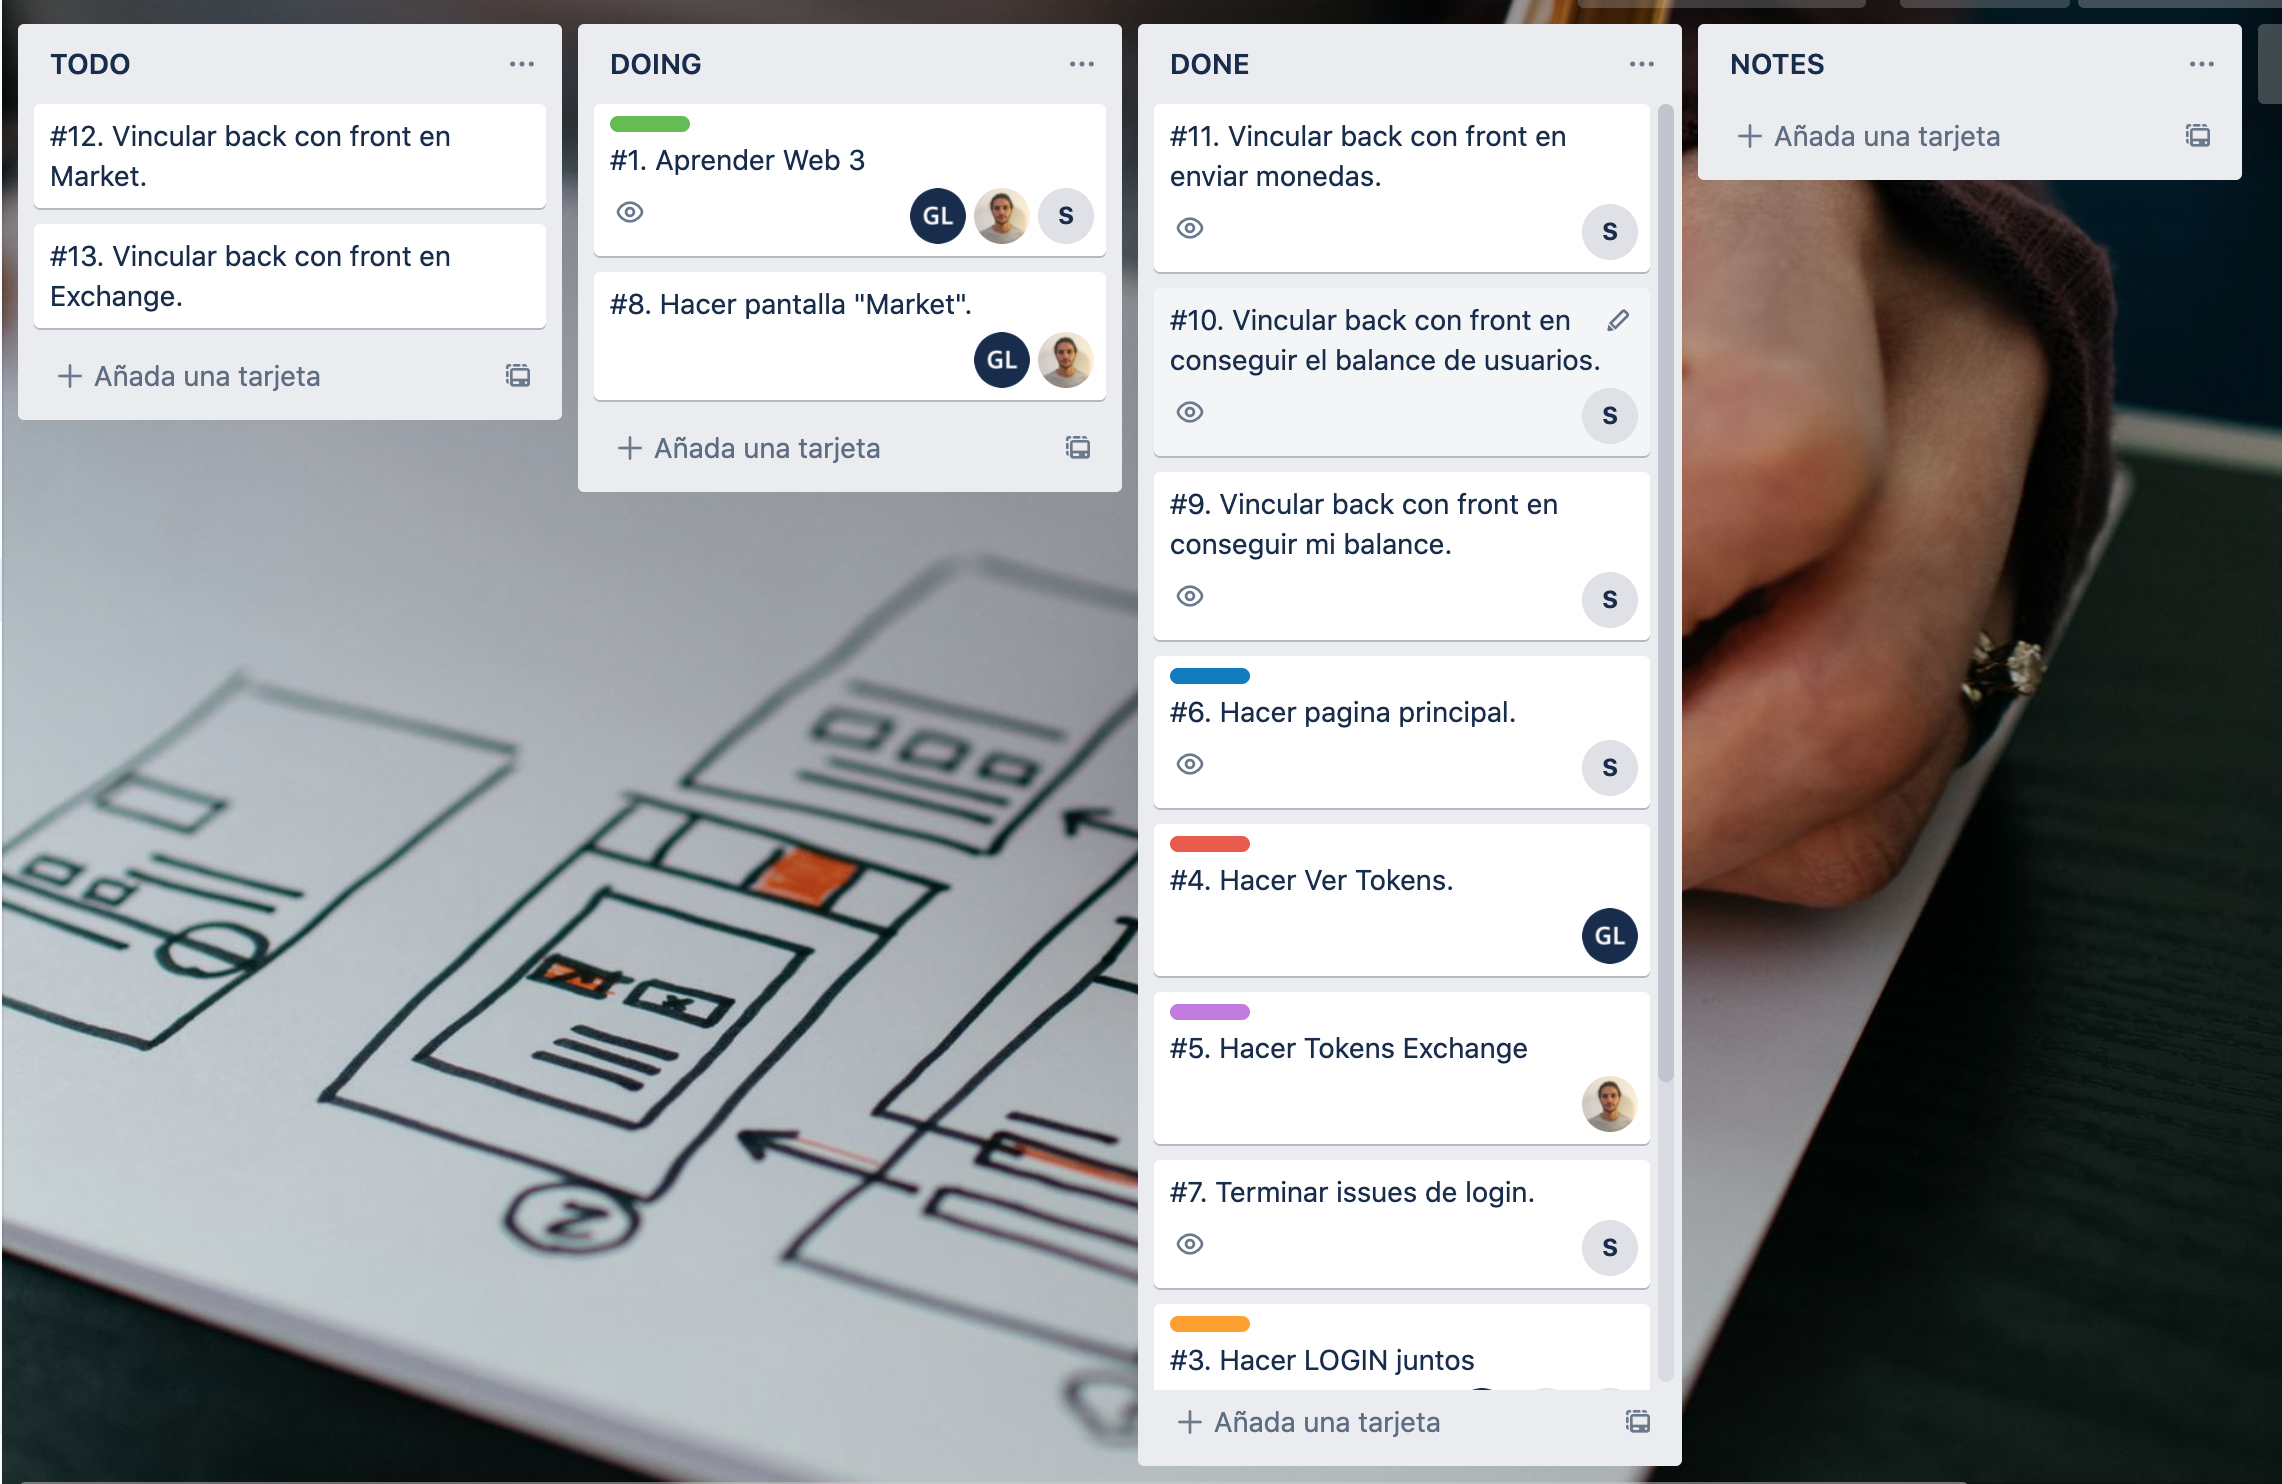 TODO
#12. Vincular back con front en
Market.
#13. Vincular back con front en
Exchange.
Añada una tarjeta
DOING
#1. Aprender Web 3
GL
S
#8. Hacer pantalla "Market".
GL
Añada una tarjeta
DONE
#11. Vincular back con front en
enviar monedas.
S
#10. Vincular back con front en
conseguir el balance de usuarios.
S
#9. Vincular back con front en
conseguir mi balance.
S
#6. Hacer pagina principal.
S
#4. Hacer Ver Tokens.
GL
#5. Hacer Tokens Exchange
#7. Terminar issues de login.
S
#3. Hacer LOGIN juntos
Añada una tarjeta
NOTES
Añada una tarjeta